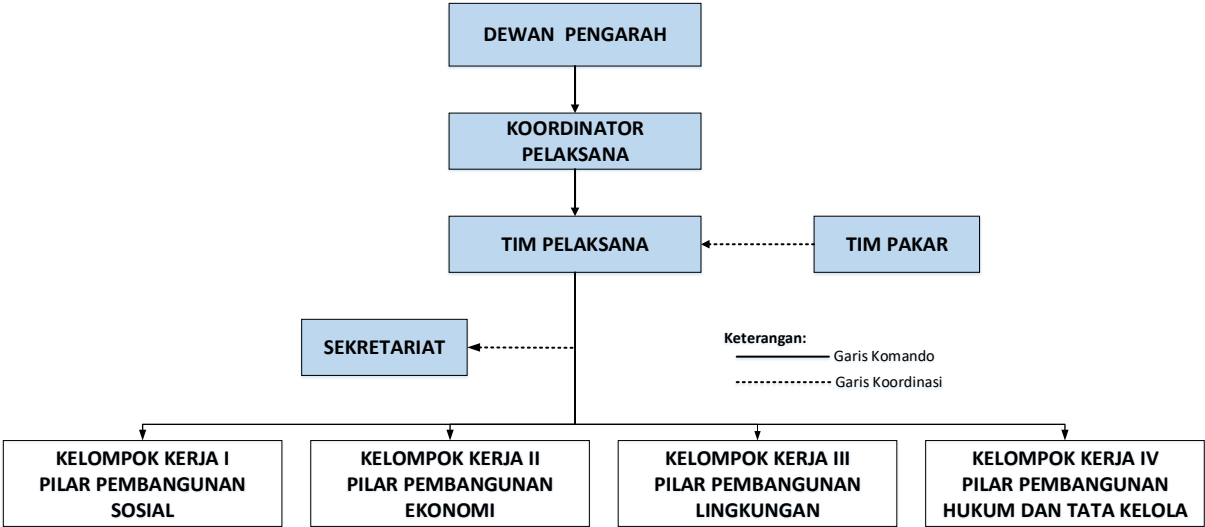 DEWAN PENGARAH
KOORDINATOR
PELAKSANA
TIM PELAKSANA
TIM PAKAR
SEKRETARIAT
Keterangan:
Garis Komando
Garis Koordinasi
KELOMPOK KERJA I
PILAR PEMBANGUNAN
SOSIAL
KELOMPOK KERJA II
PILAR PEMBANGUNAN
EKONOMI
KELOMPOK KERJA III
PILAR PEMBANGUNAN
LINGKUNGAN
KELOMPOK KERJA IV
PILAR PEMBANGUNAN
HUKUM DAN TATA KELOLA